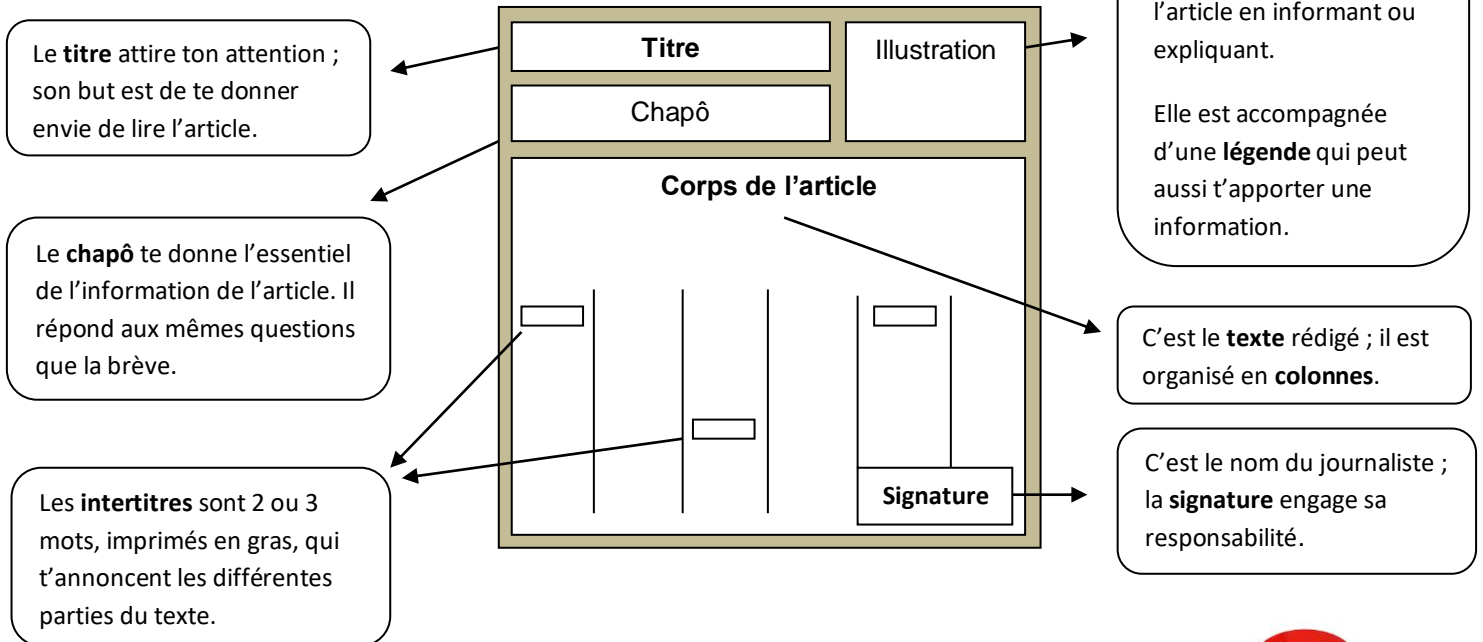 Le titre attire ton attention ;
son but est de te donner
envie de lire l’article.
Le chapô te donne l’essentiel
de l’information de l’article. Il
répond aux mêmes questions
que la brève.
Les intertitres sont 2 ou 3
mots, imprimés en gras, qui
t’annoncent les différentes
parties du texte.
Titre
Chapô
Illustration
Corps de l’article
Signature
l’article en informant ou
expliquant.
Elle est accompagnée
d’une légende qui peut
aussi t’apporter une
information.
C’est le texte rédigé ; il est
organisé en colonnes.
C’est le nom du journaliste ;
la signature engage sa
responsabilité.